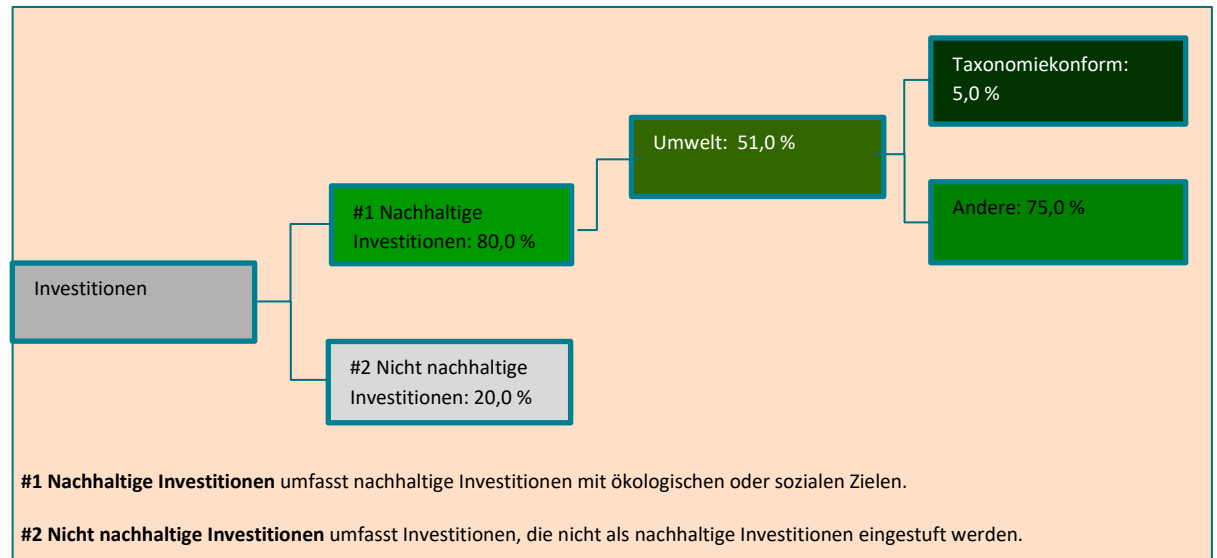 Taxonomiekonform:
5,0 %
Umwelt: 51,0 %
#1 Nachhaltige
Investitionen: 80,0 %
Andere: 75,0 %
Investitionen
#2 Nicht nachhaltige
Investitionen: 20,0 %
#1 Nachhaltige Investitionen umfasst nachhaltige Investitionen mit ökologischen oder sozialen Zielen.
#2 Nicht nachhaltige Investitionen umfasst Investitionen, die nicht als nachhaltige Investitionen eingestuft werden.